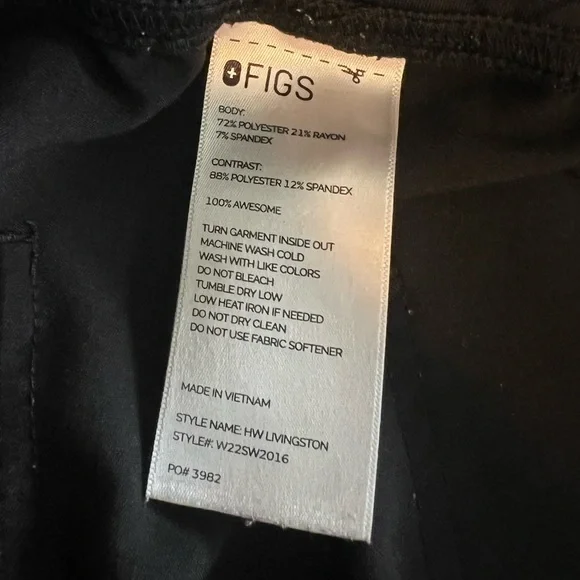 FIGS
BODY:
72% POLYESTER 21% RAYON
7% SPANDEX
CONTRAST:
88% POLYESTER 12% SPANDEX
100% AWESOME
TURN GARMENT INSIDE OUT
MACHINE WASH COLD
WASH WITH LIKE COLORS
DO NOT BLEACH
TUMBLE DRY LOW
LOW HEAT IRON IF NEEDED
DO NOT DRY CLEAN
DO NOT USE FABRIC SOFTENER
MADE IN VIETNAM
STYLE NAME: HW LIVINGSTON
STYLE#: W22SW2016
PO# 3982